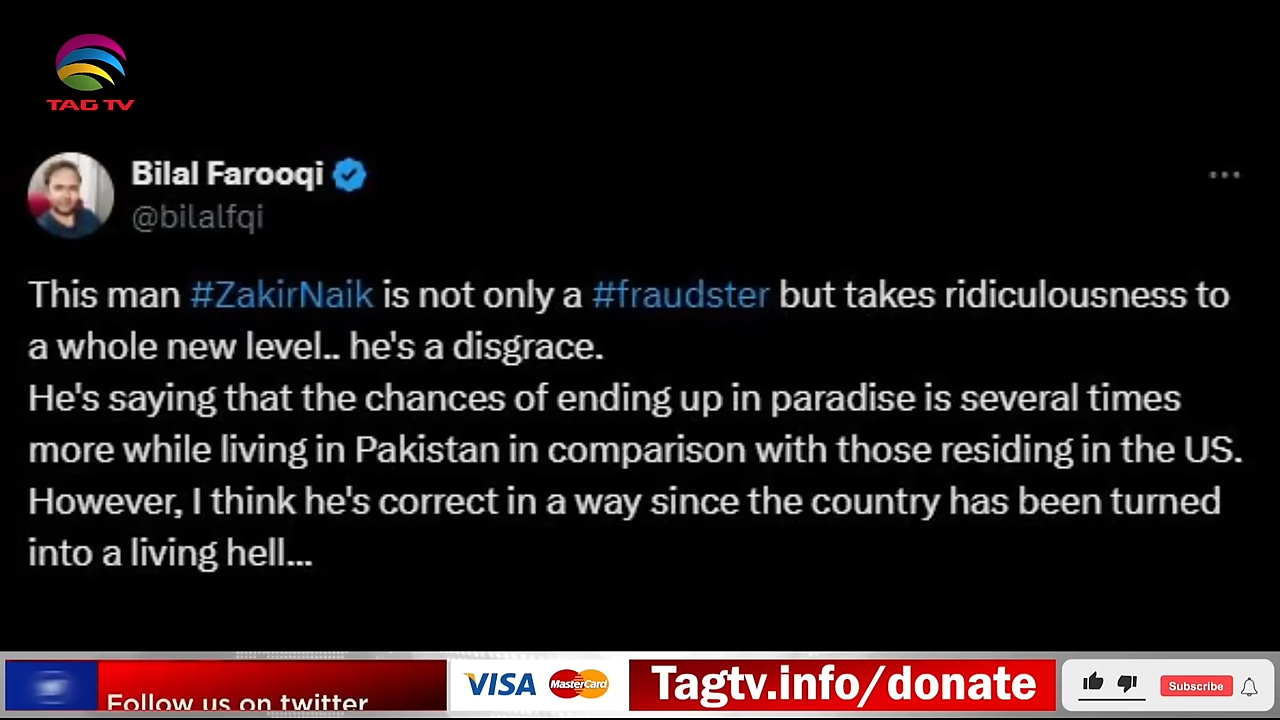 TAG TV
Bilal Farooqi
@bilalfqi
This man #ZakirNaik is not only a #fraudster but takes ridiculousness to
a whole new level.. he's a disgrace.
He's saying that the chances of ending up in paradise is several times
more while living in Pakistan in comparison with those residing in the US.
However, I think he's correct in a way since the country has been turned
into a living hell...
Follow us on twitter
VISA
MasterCard
Tagtv.info/donate
Subscribe